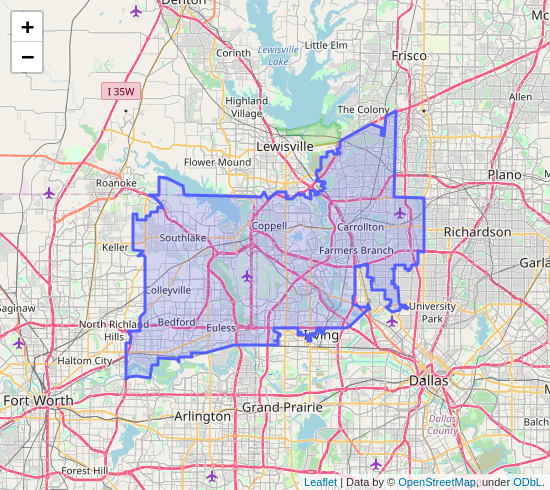 Denton
+
−
Corinth
Lewisville
Lake
Little Elm
Frisco
Mc
I 35W
Highland
Village
The Colony
Allen
Lewisville
Flower Mound
Roanoke
Plano
Coppell
Carrollton
Southlake
Richardson
Keller
Farmers Branch
Garla
Colleyville
Saginaw
University
Park
North Richland
Hills
Bedford
Euless
Irving
Haltom City
Dallas
Fort Worth
Grand Prairie
Arlington
Dallas
County
Balch
Forest Hill
Leaflet | Data by © OpenStreetMap, under ODbL.